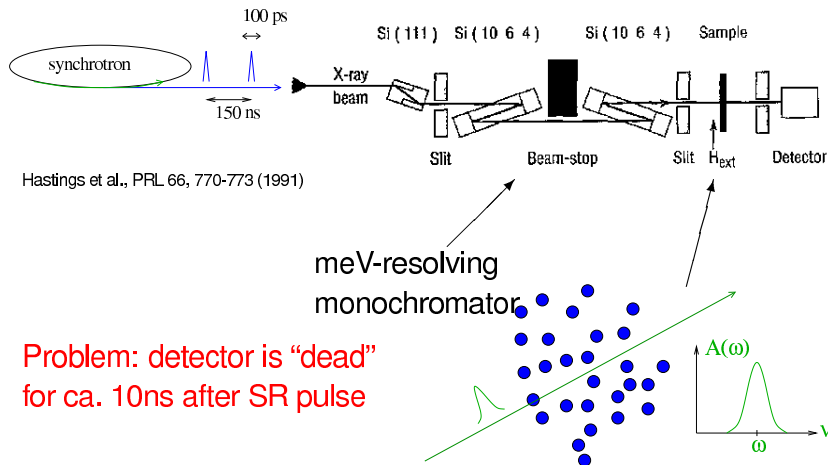 100 ps
synchrotron
150 ns
Si ( 111 ) Si ( 10 6 4 ) Si ( 10 6 4 ) Sample
X-ray
beam
Slit Beam-stop Slit Hext Detector
Hastings et al., PRL 66, 770-773 (1991)
meV-resolving
monochromator
Problem: detector is “dead”
for ca. 10ns after SR pulse
A(ω)
ω
ν